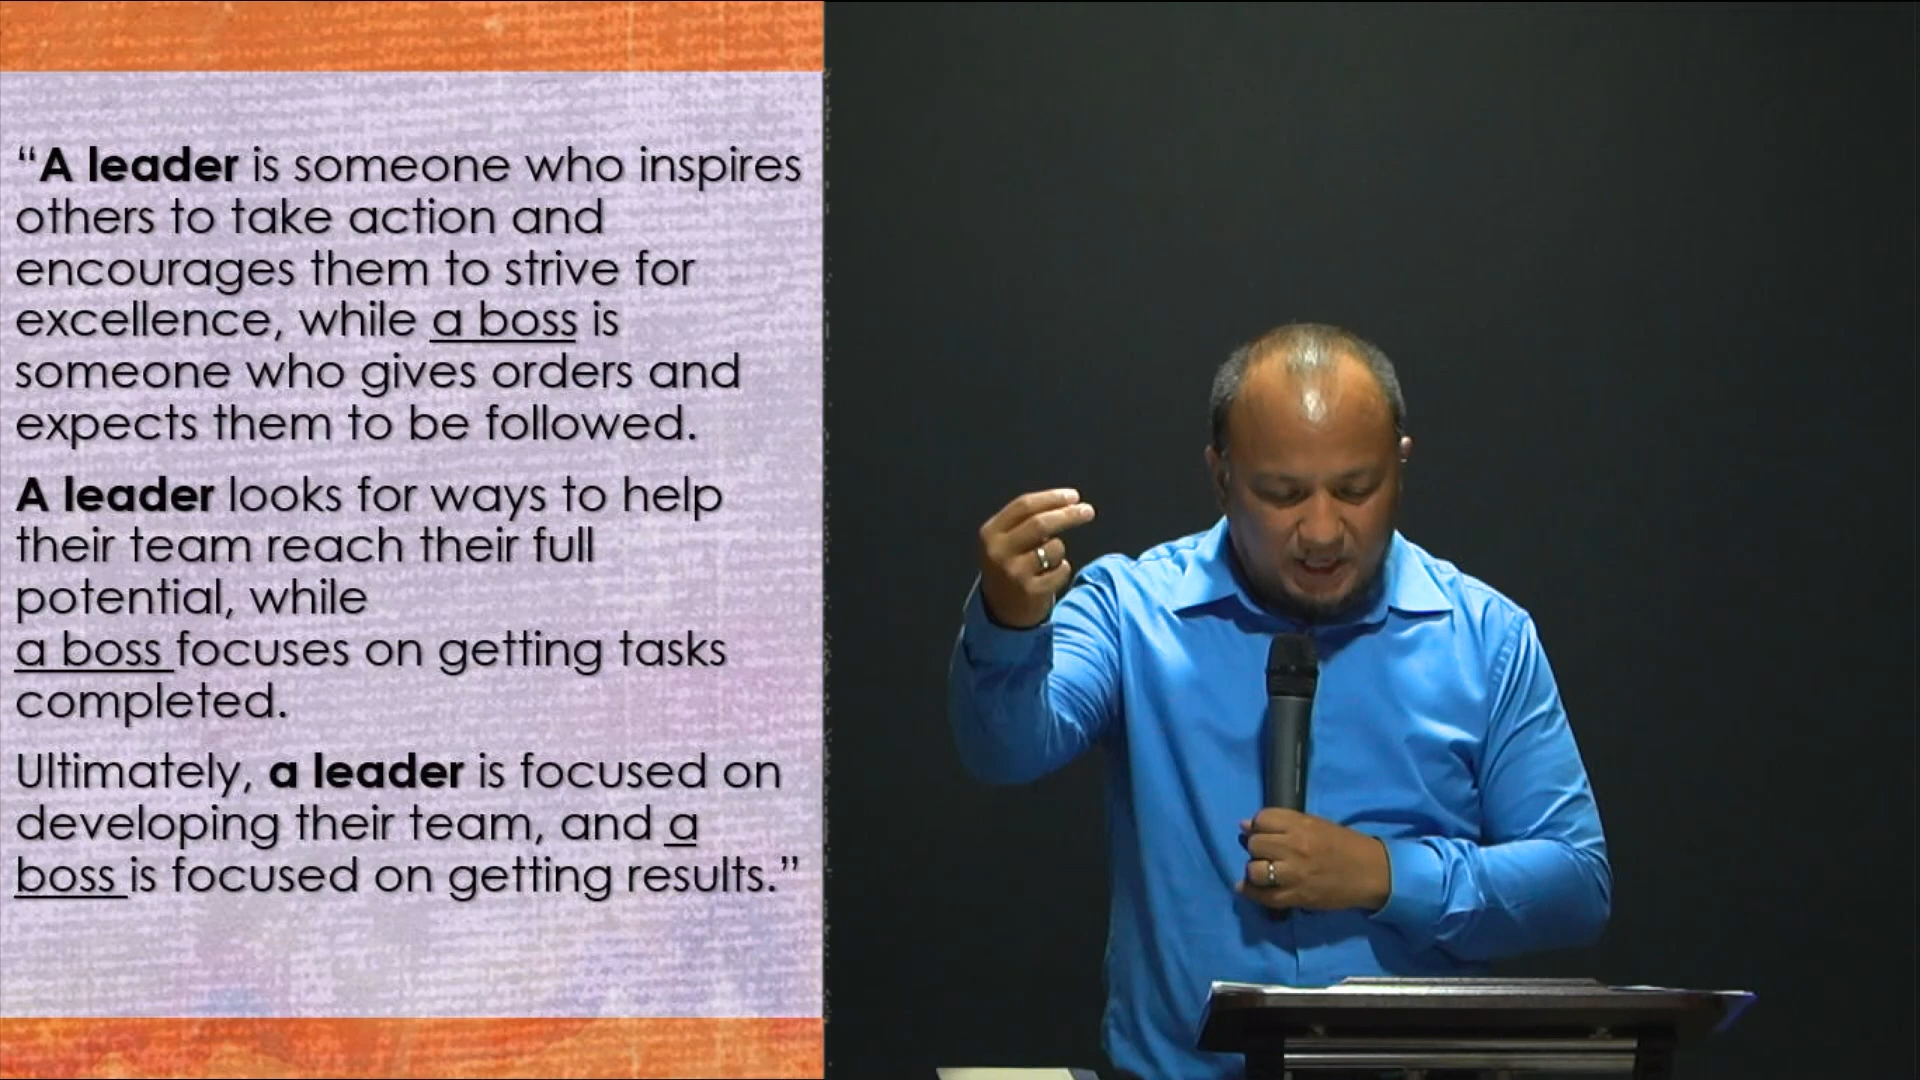 “A leader is someone who inspires
others to take action and
encourages them to strive for
excellence, while a boss is
someone who gives orders and
expects them to be followed.
A leader looks for ways to help
their team reach their full
potential, while
a boss focuses on getting tasks
completed.
Ultimately, a leader is focused on
developing their team, and a
boss is focused on getting results.”